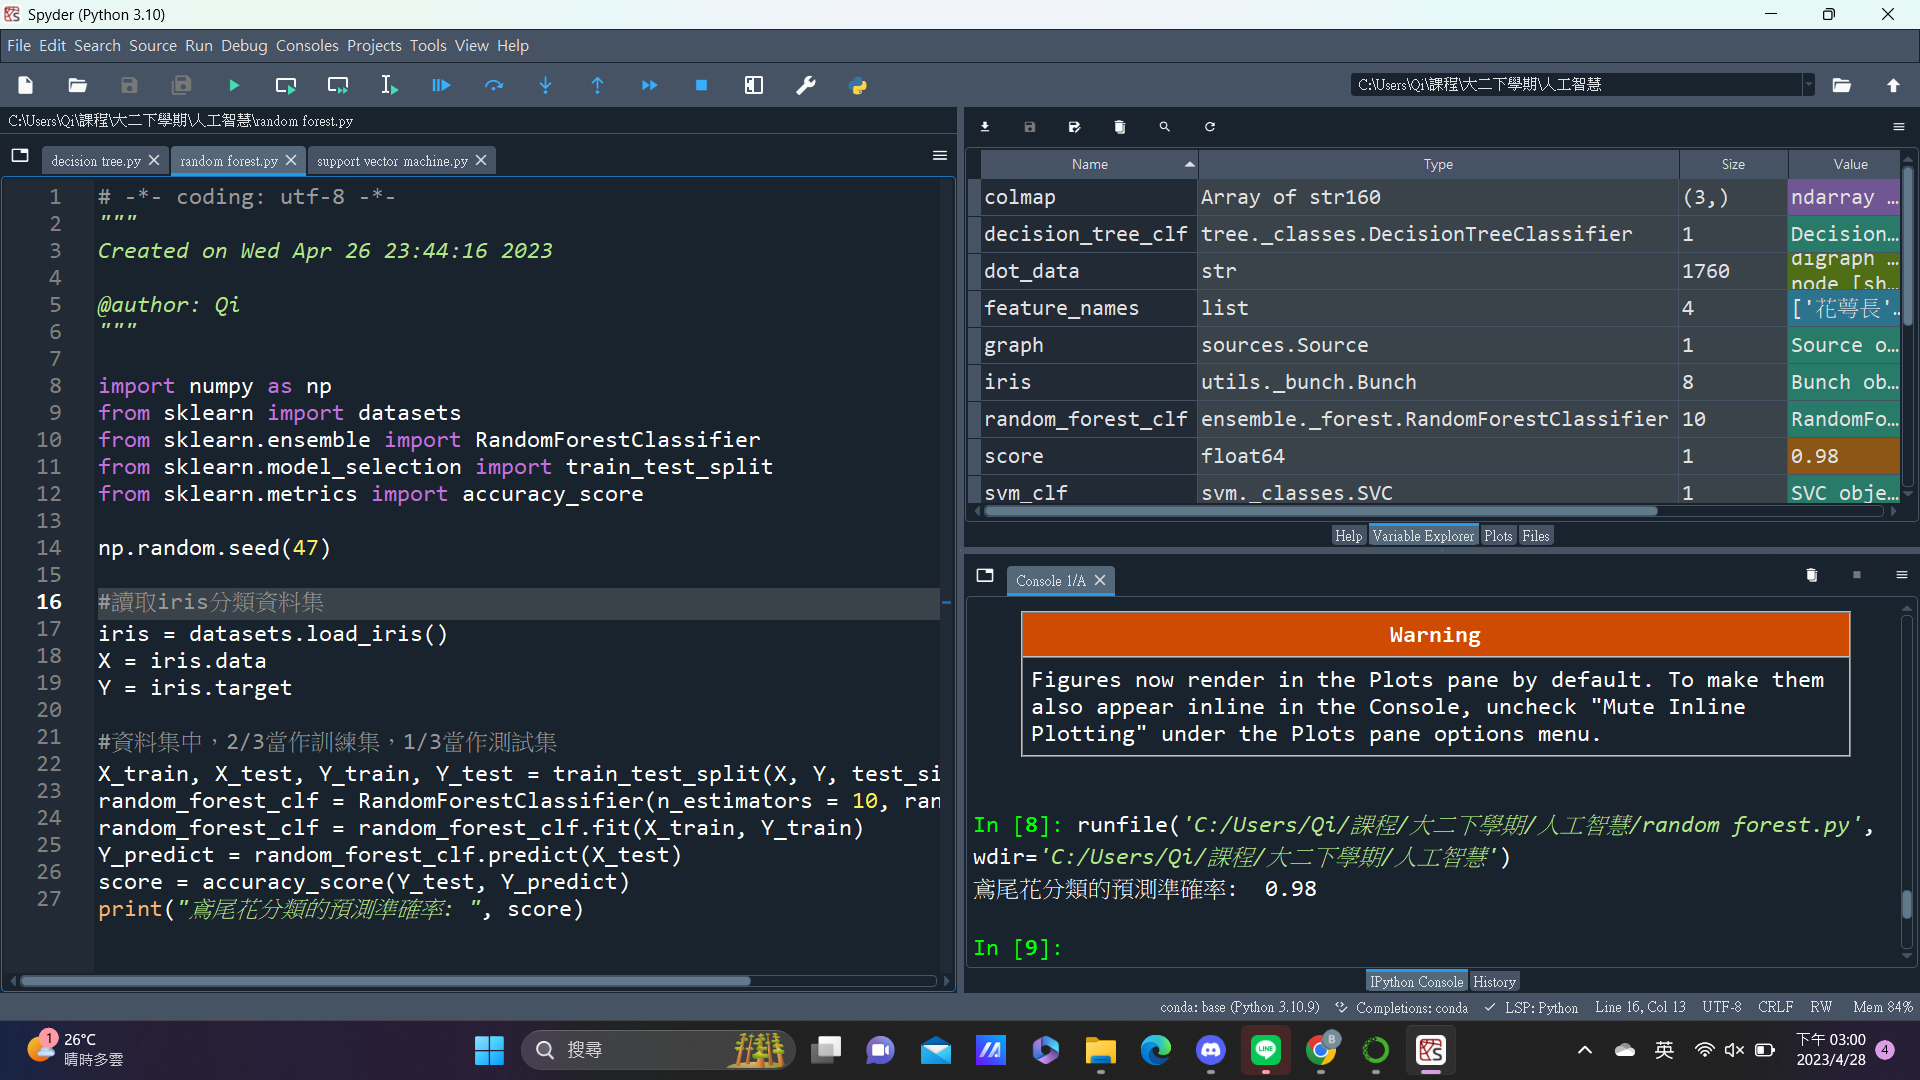 Spyder (Python 3.10)
File Edit Search Source Run Debug Consoles Projects Tools View Help
C:\Users\Qi\課程\大二下學期\人工智慧
C:\Users\Qi\課程\大二下學期\人工智慧\random forest.py
decision tree.py
random forest.py
support vector machine.py
1 # -*- coding: utf-8 -*-
2 """
3 Created on Wed Apr 26 23:44:16 2023
4
5 @author: Qi
6 """
7
8 import numpy as np
9 from sklearn import datasets
10 from sklearn.ensemble import RandomForestClassifier
11 from sklearn.model_selection import train_test_split
12 from sklearn.metrics import accuracy_score
13
14 np.random.seed(47)
15
16 #讀取iris分類資料集
17 iris = datasets.load_iris()
18 X = iris.data
19 Y = iris.target
20
21 #資料集中，2/3當作訓練集，1/3當作測試集
22 X_train, X_test, Y_train, Y_test = train_test_split(X, Y, test_si
23 random_forest_clf = RandomForestClassifier(n_estimators = 10, ran
24 random_forest_clf = random_forest_clf.fit(X_train, Y_train)
25 Y_predict = random_forest_clf.predict(X_test)
26 score = accuracy_score(Y_test, Y_predict)
27 print("鳶尾花分類的預測準確率: ", score)
Name Type Size Value
colmap Array of str160 (3,) ndarray …
decision_tree_clf tree._classes.DecisionTreeClassifier 1 Decision…
dot_data str 1760 digraph …
node [sh…
feature_names list 4 ['花萼長'…
graph sources.Source 1 Source o…
iris utils._bunch.Bunch 8 Bunch ob…
random_forest_clf ensemble._forest.RandomForestClassifier 10 RandomFo…
score float64 1 0.98
svm_clf svm._classes.SVC 1 SVC obje…
Help Variable Explorer Plots Files
Console 1/A
Warning
Figures now render in the Plots pane by default. To make them
also appear inline in the Console, uncheck "Mute Inline
Plotting" under the Plots pane options menu.
In [8]: runfile('C:/Users/Qi/課程/大二下學期/人工智慧/random forest.py',
wdir='C:/Users/Qi/課程/大二下學期/人工智慧')
鳶尾花分類的預測準確率:  0.98
In [9]:
IPython Console History
conda: base (Python 3.10.9) Completions: conda LSP: Python Line 16, Col 13 UTF-8 CRLF RW Mem 84%
1
26°C
晴時多雲
搜尋
LINE
B
英
下午 03:00
2023/4/28
4